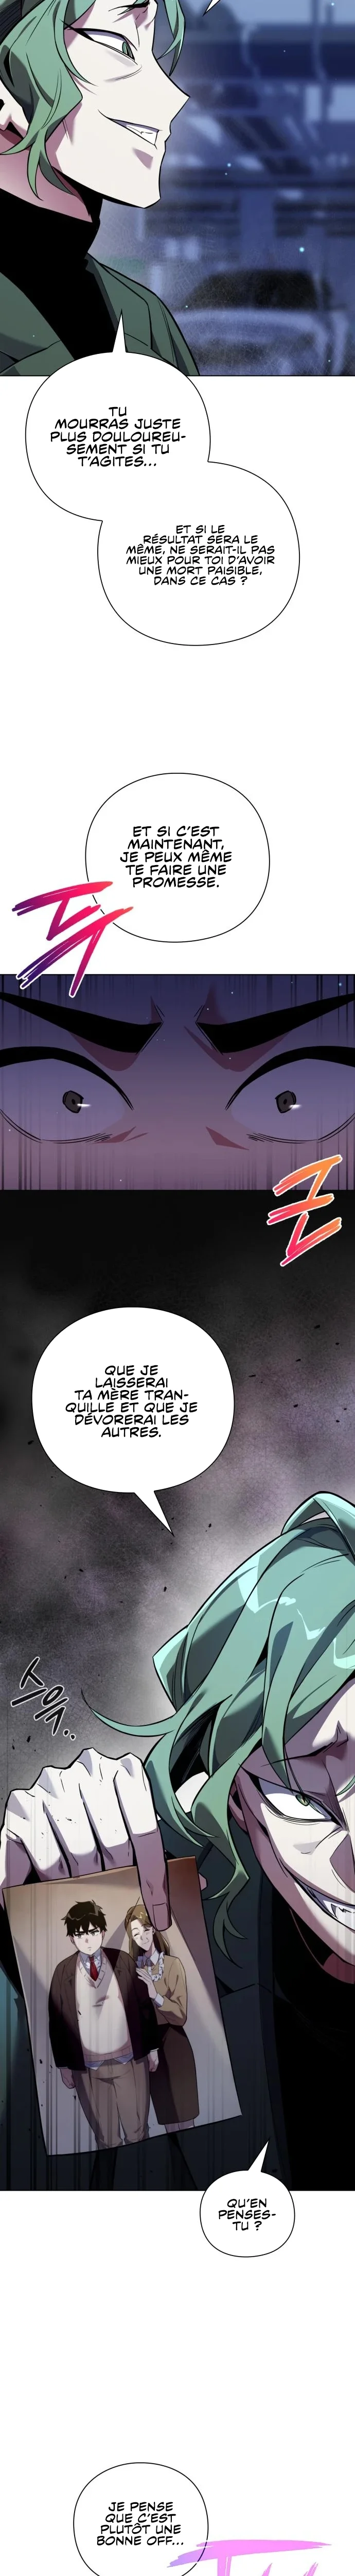 TU
MOURRAS JUSTE
PLUS DOULOUREU-
SEMENT SI TU
T'AGITES...
ET SI LE
RÉSULTAT SERA LE
MÊME, NE SERAIT-IL PAS
MIEUX POUR TOI D'AVOIR
UNE MORT PAISIBLE,
DANS CE CAS ?
ET SI C'EST
MAINTENANT,
JE PEUX MÊME
TE FAIRE UNE
PROMESSE.
QUE JE
LAISSERAI
TA MÈRE TRAN-
QUILLE ET QUE JE
DÉVORERAI LES
AUTRES.
스윽..
QU'EN
PENSES-
TU ?
JE PENSE
QUE C'EST
PLUTÔT UNE
BONNE OFF...